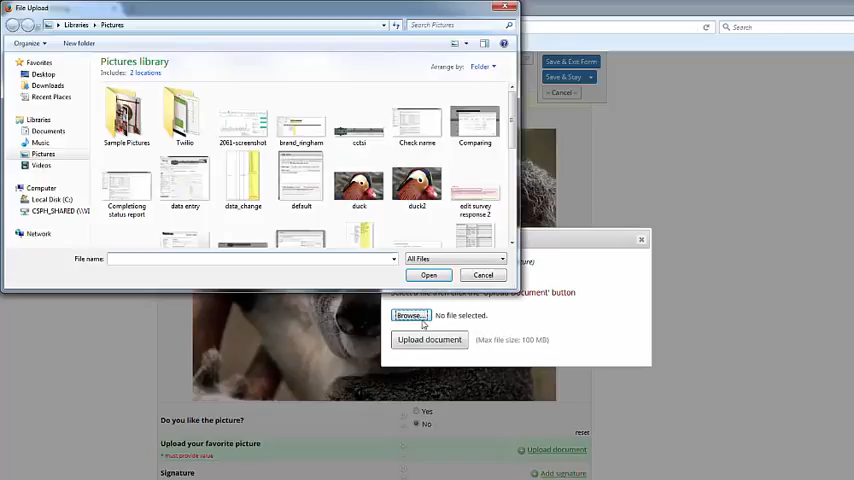 File Upload
Libraries
Pictures
Search Pictures
Search
Organize
New folder
Save & Exit Form
Save & Stay
-- Cancel --
Favorites
Desktop
Downloads
Recent Places
Libraries
Documents
Music
Pictures
Videos
Computer
Local Disk (C:)
CSPH_SHARED (\\WI
Network
Pictures library
Includes: 2 locations
Arrange by: Folder
Sample Pictures
Twilio
2061-screenshot
brand_ringham
cctsi
Check name
Comparing
Completiong status report
data entry
data_change
default
duck
duck2
edit survey response 2
File name:
All Files
Open
Cancel
Select a file then click the 'Upload Document' button
Browse...
No file selected.
Upload document
(Max file size: 100 MB)
Do you like the picture?
Yes
No
reset
Upload your favorite picture
* must provide value
Upload document
Signature
Add signature